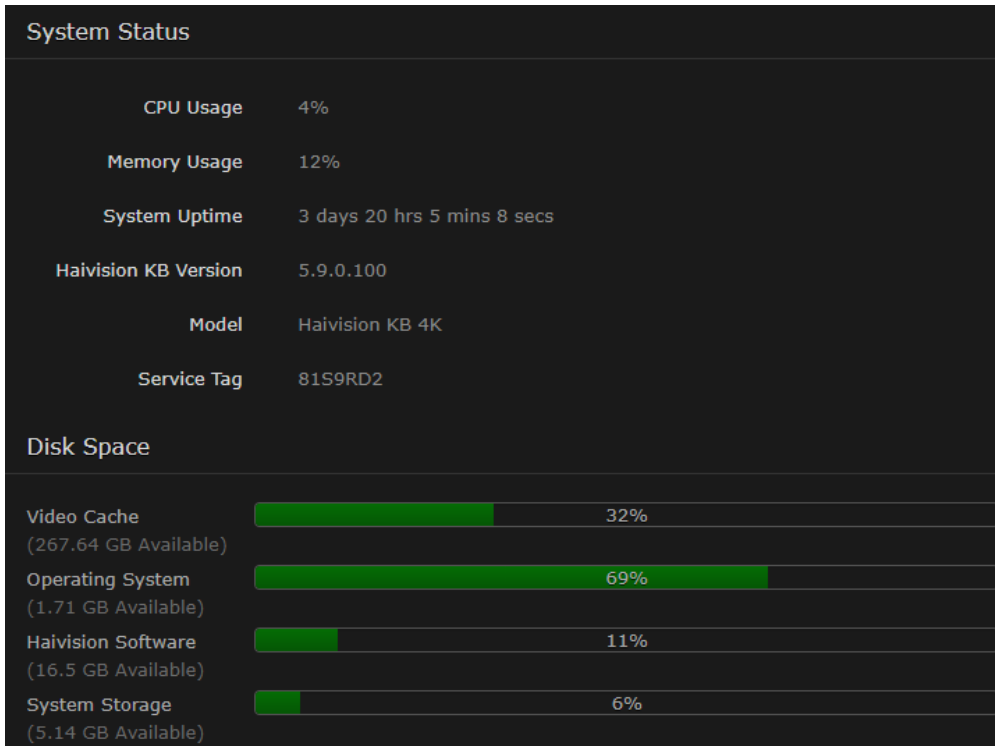 System Status
CPU Usage 4%
Memory Usage 12%
System Uptime 3 days 20 hrs 5 mins 8 secs
Haivision KB Version 5.9.0.100
Model Haivision KB 4K
Service Tag 81S9RD2
Disk Space
Video Cache 32%
(267.64 GB Available)
Operating System 69%
(1.71 GB Available)
Haivision Software 11%
(16.5 GB Available)
System Storage 6%
(5.14 GB Available)